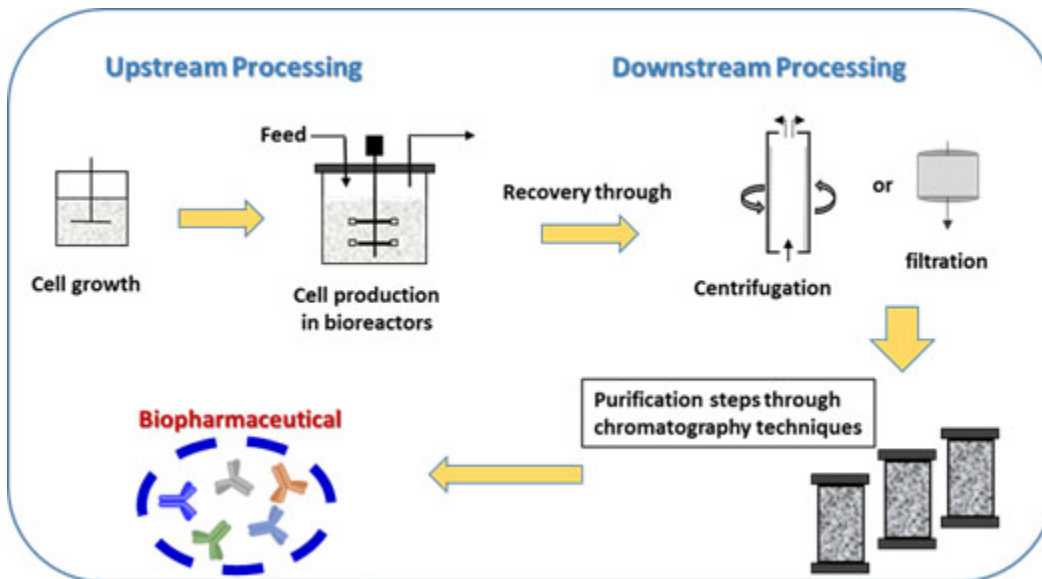 Upstream Processing
Downstream Processing
Feed
Recovery through
or
Cell growth
Cell production
in bioreactors
Centrifugation
filtration
Purification steps through
chromatography techniques
Biopharmaceutical